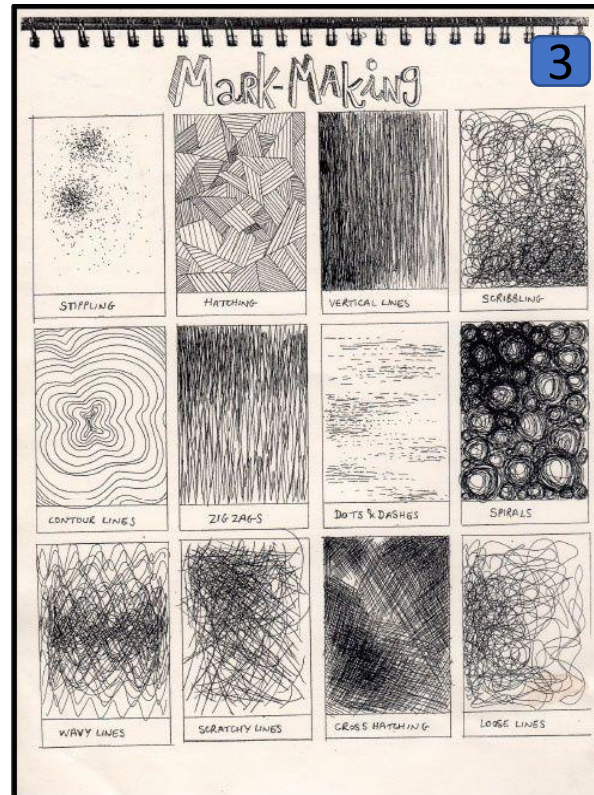 3
Mark-Making
STIPPLING
HATCHING
VERTICAL LINES
SCRIBBLING
CONTOUR LINES
ZIG ZAGS
DOTS & DASHES
SPIRALS
WAVY LINES
SCRATCHY LINES
CROSS HATCHING
LOOSE LINES